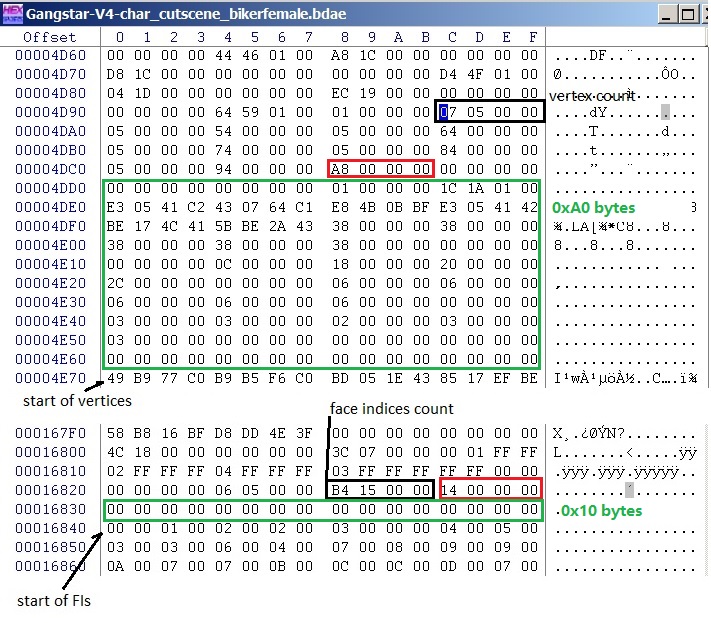 Gangstar-V4-char_cutscene_bikerfemale.bdae
Offset 0 1 2 3 4 5 6 7 8 9 A B C D E F
00004D60 00 00 00 00 44 46 01 00 A8 1C 00 00 00 00 00 00 ....DF..¨.......
00004D70 D8 1C 00 00 00 00 00 00 00 00 00 00 D4 4F 01 00 Ø...........ÔO..
00004D80 04 1D 00 00 00 00 00 00 EC 19 00 00 00 00 00 00
vertex count
00004D90 00 00 00 00 64 59 01 00 01 00 00 00 07 05 00 00 ....dY..........
00004DA0 05 00 00 00 54 00 00 00 05 00 00 00 64 00 00 00 ....T.......d...
00004DB0 05 00 00 00 74 00 00 00 05 00 00 00 84 00 00 00 ....t.......„...
00004DC0 05 00 00 00 94 00 00 00 A8 00 00 00 00 00 00 00 ....”...¨.......
00004DD0 00 00 00 00 00 00 00 00 01 00 00 00 1C 1A 01 00 ................
00004DE0 E3 05 41 C2 43 07 64 C1 E8 4B 0B BF E3 05 41 42 0xA0 bytes
00004DF0 BE 17 4C 41 5B BE 2A 43 38 00 00 00 38 00 00 00 ¾.LA[¾*C8...8...
00004E00 38 00 00 00 38 00 00 00 38 00 00 00 00 00 00 00 8...8...8.......
00004E10 00 00 00 00 0C 00 00 00 18 00 00 00 20 00 00 00 ............ ...
00004E20 2C 00 00 00 06 00 00 00 06 00 00 00 06 00 00 00 ,...............
00004E30 06 00 00 00 06 00 00 00 06 00 00 00 00 00 00 00 ................
00004E40 03 00 00 00 03 00 00 00 02 00 00 00 03 00 00 00 ................
00004E50 03 00 00 00 00 00 00 00 00 00 00 00 00 00 00 00 ................
00004E60 00 00 00 00 00 00 00 00 00 00 00 00 00 00 00 00 ................
00004E70 49 B9 77 C0 B9 B5 F6 C0 BD 05 1E 43 85 17 EF BE I¹wÀ¹µöÀ½..C….ï¾
start of vertices
face indices count
000167F0 58 B8 16 BF D8 DD 4E 3F 00 00 00 00 00 00 00 00 X¸.¿ØÝN?........
00016800 4C 18 00 00 00 00 00 00 3C 07 00 00 00 01 FF FF L.......<.....ÿÿ
00016810 02 FF FF FF 04 FF FF FF 03 FF FF FF FF FF 00 00 .ÿÿÿ.ÿÿÿ.ÿÿÿÿÿ..
00016820 00 00 00 00 06 05 00 00 B4 15 00 00 14 00 00 00 ........´.......
00016830 00 00 00 00 00 00 00 00 00 00 00 00 00 00 00 00 0x10 bytes
00016840 00 00 01 00 02 00 02 00 03 00 00 00 04 00 05 00 ................
00016850 03 00 03 00 06 00 04 00 07 00 08 00 09 00 09 00 ................
00016860 0A 00 07 00 07 00 0B 00 0C 00 0C 00 0D 00 07 00 ................
start of FIs